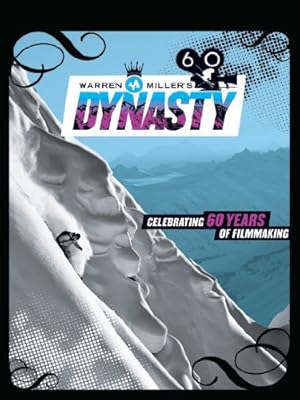 60
WARREN MILLER'S
DYNASTY
CELEBRATING 60 YEARS
OF FILMMAKING